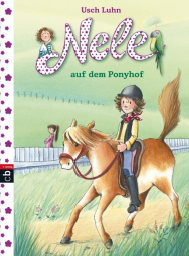 Usch Luhn
Nele
auf dem Ponyhof
cbj